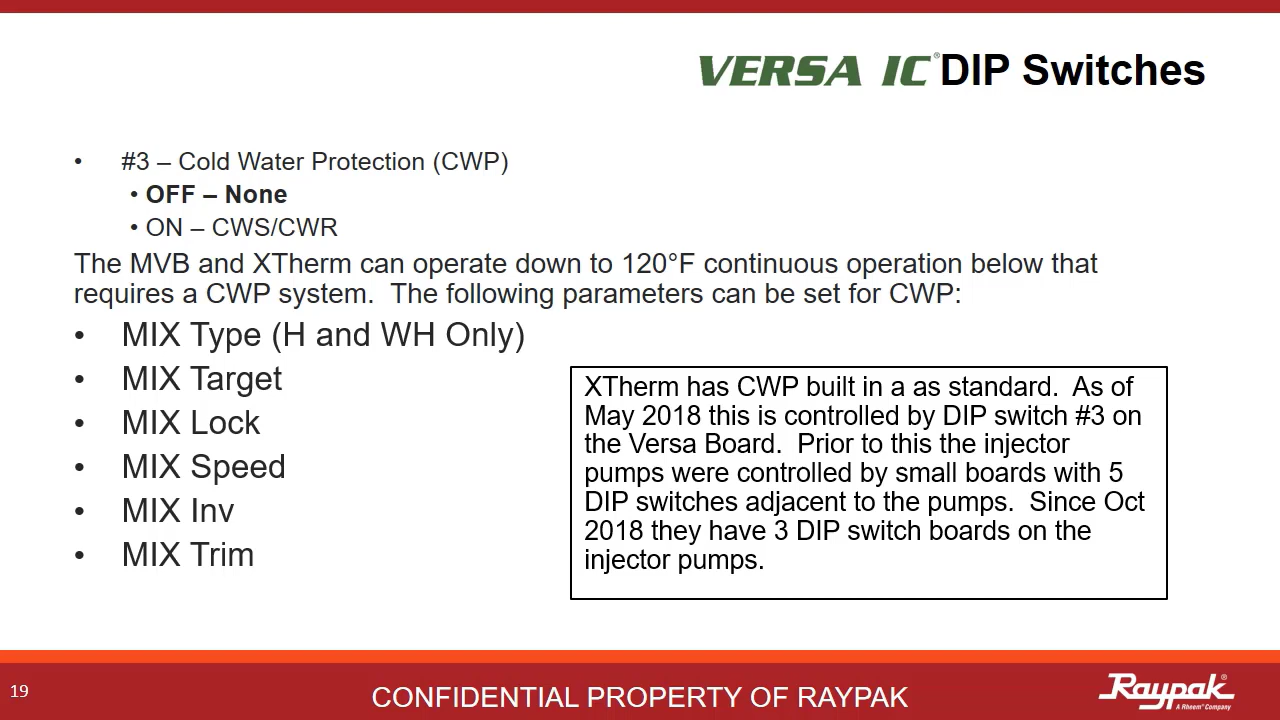 VERSA IC® DIP Switches
• #3 – Cold Water Protection (CWP)
• OFF – None
• ON – CWS/CWR
The MVB and XTherm can operate down to 120°F continuous operation below that
requires a CWP system.  The following parameters can be set for CWP:
• MIX Type (H and WH Only)
• MIX Target
• MIX Lock
• MIX Speed
• MIX Inv
• MIX Trim
XTherm has CWP built in a as standard.  As of
May 2018 this is controlled by DIP switch #3 on
the Versa Board.  Prior to this the injector
pumps were controlled by small boards with 5
DIP switches adjacent to the pumps.  Since Oct
2018 they have 3 DIP switch boards on the
injector pumps.
19
CONFIDENTIAL PROPERTY OF RAYPAK
Raypak®
A Rheem® Company